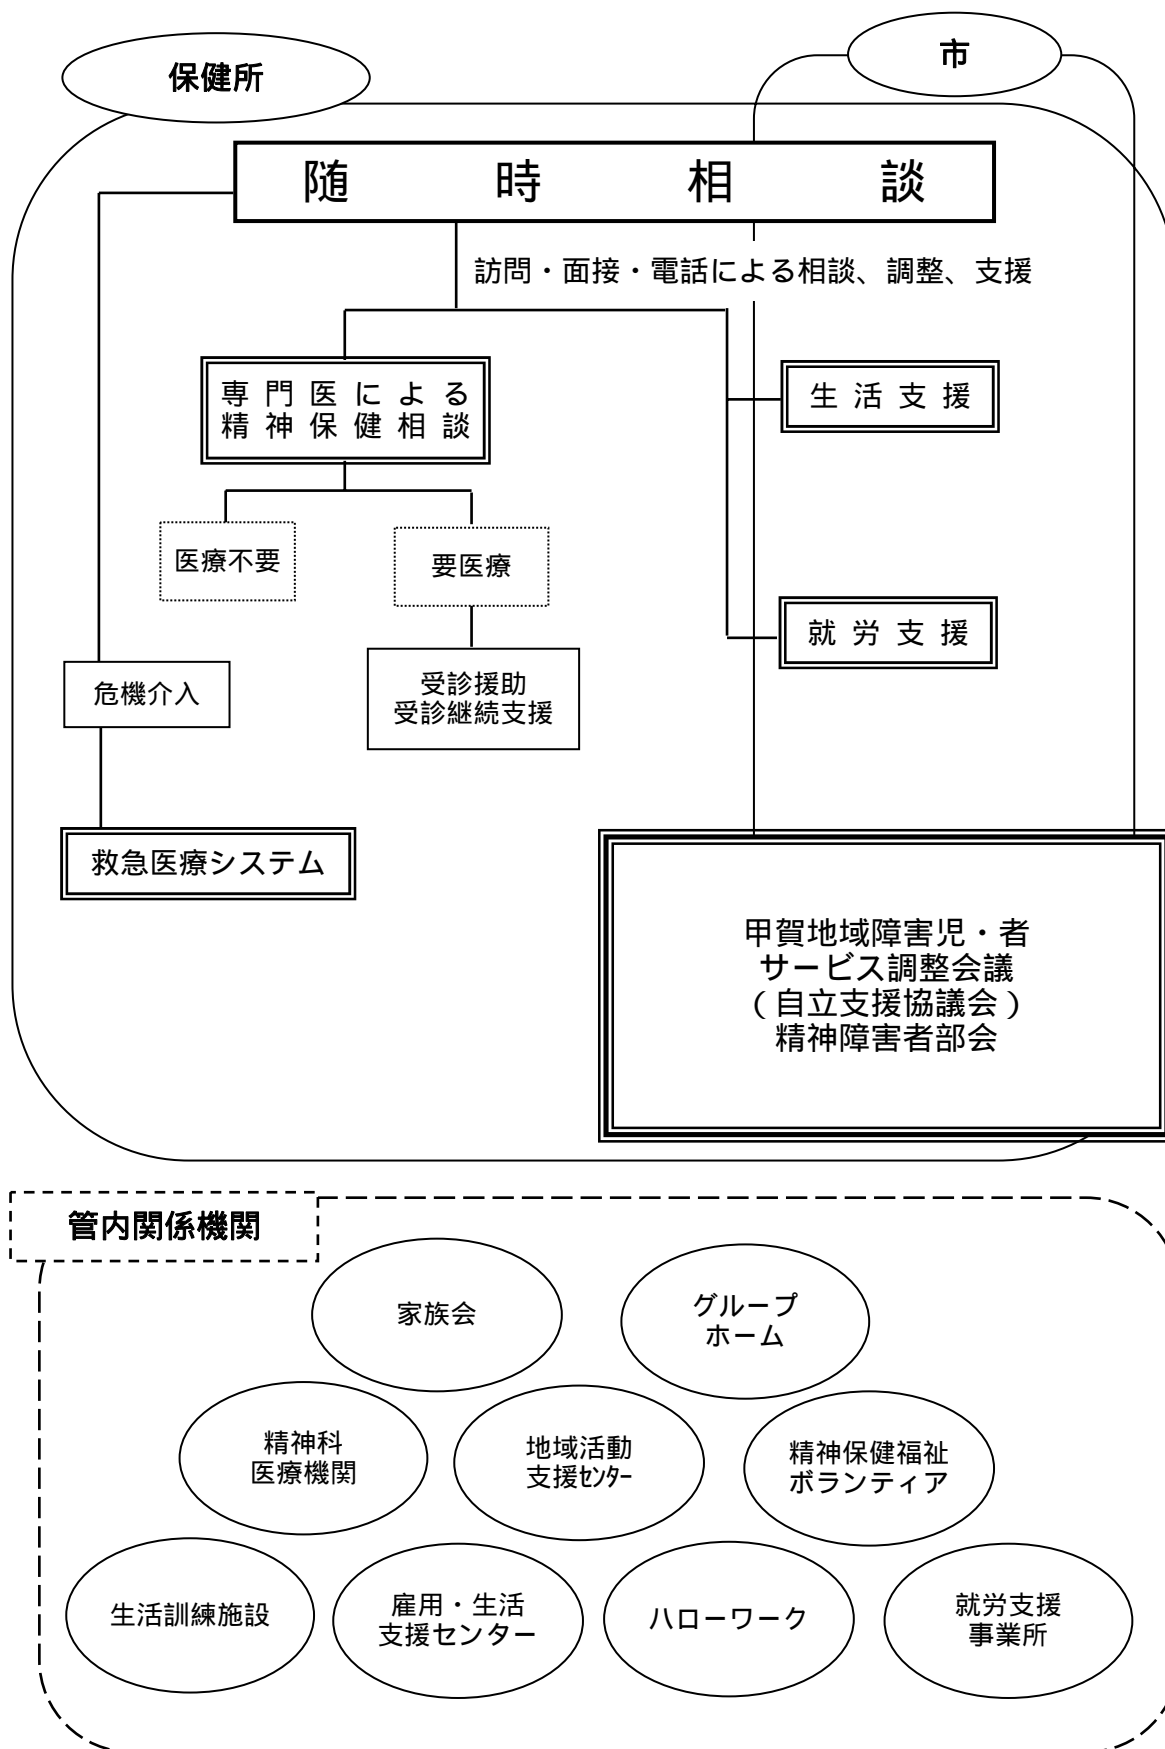 保健所
市
随時相談
訪問・面接・電話による相談、調整、支援
専門医による
精神保健相談
生活支援
医療不要
要医療
就労支援
危機介入
受診援助
受診継続支援
救急医療システム
甲賀地域障害児・者
サービス調整会議
(自立支援協議会)
精神障害者部会
管内関係機関
家族会
グループ
ホーム
精神科
医療機関
地域活動
支援ｾﾝﾀｰ
精神保健福祉
ボランティア
生活訓練施設
雇用・生活
支援センター
ハローワーク
就労支援
事業所